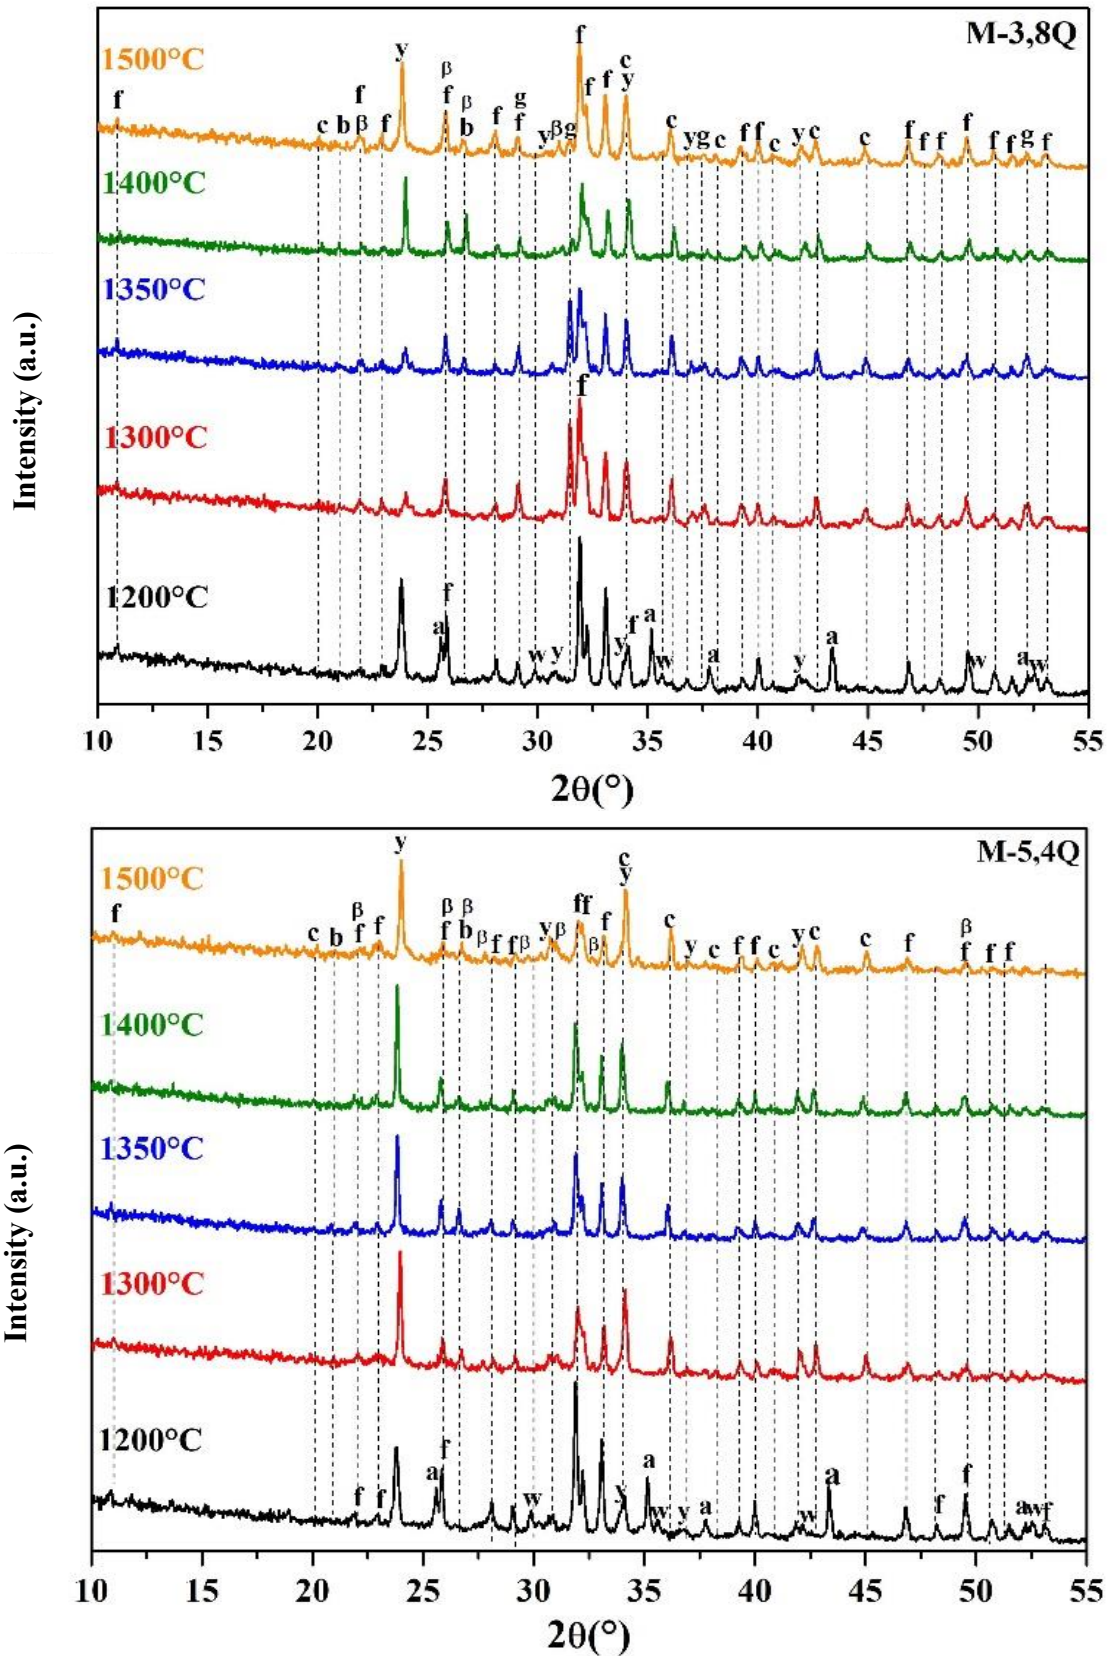 M-3,8Q
1500°C
f c b f β f y β f β b f g f y β g f f f c y c y g c f f c y c c f f f f f f g f
1400°C
1350°C
1300°C
f
1200°C
a f w y y f a w a y a w a w
Intensity (a.u.)
10 15 20 25 30 35 40 45 50 55
2θ(°)
M-5,4Q
1500°C
f c b β f f y β f β b β f f β y β f f β f c y c y c f f c y c c f β f f f
1400°C
1350°C
1300°C
1200°C
f f a f w y a w y a w a f f a w f
Intensity (a.u.)
10 15 20 25 30 35 40 45 50 55
2θ(°)